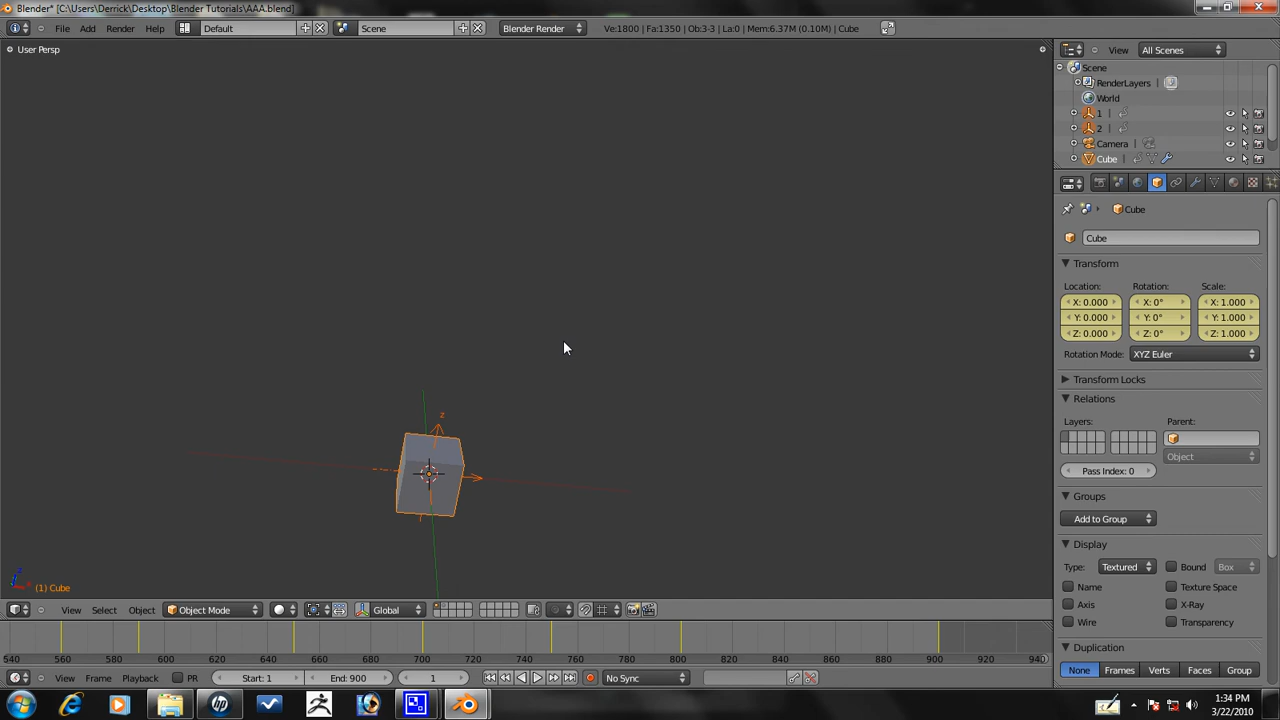 Blender* [C:\Users\Derrick\Desktop\Blender Tutorials\AAA.blend]
File Add Render Help Default Scene Blender Render Ve:1800 | Fa:1350 | Ob:3-3 | La:0 | Mem:6.37M (0.10M) | Cube
User Persp
View All Scenes
Scene
RenderLayers |
World
1 |
2 |
Camera |
Cube |
Cube
Cube
Transform
Location: Rotation: Scale:
X: 0.000 X: 0° X: 1.000
Y: 0.000 Y: 0° Y: 1.000
Z: 0.000 Z: 0° Z: 1.000
Rotation Mode: XYZ Euler
Transform Locks
Relations
Layers: Parent:
Object
Pass Index: 0
Groups
Add to Group
Display
Type: Textured Bound Box
Name Texture Space
Axis X-Ray
Wire Transparency
Duplication
None Frames Verts Faces Group
z
z
x
(1) Cube
View Select Object Object Mode Global
540 560 580 600 620 640 660 680 700 720 740 760 780 800 820 840 860 880 900 920 940
View Frame Playback PR Start: 1 End: 900 1 No Sync
1:34 PM
3/22/2010